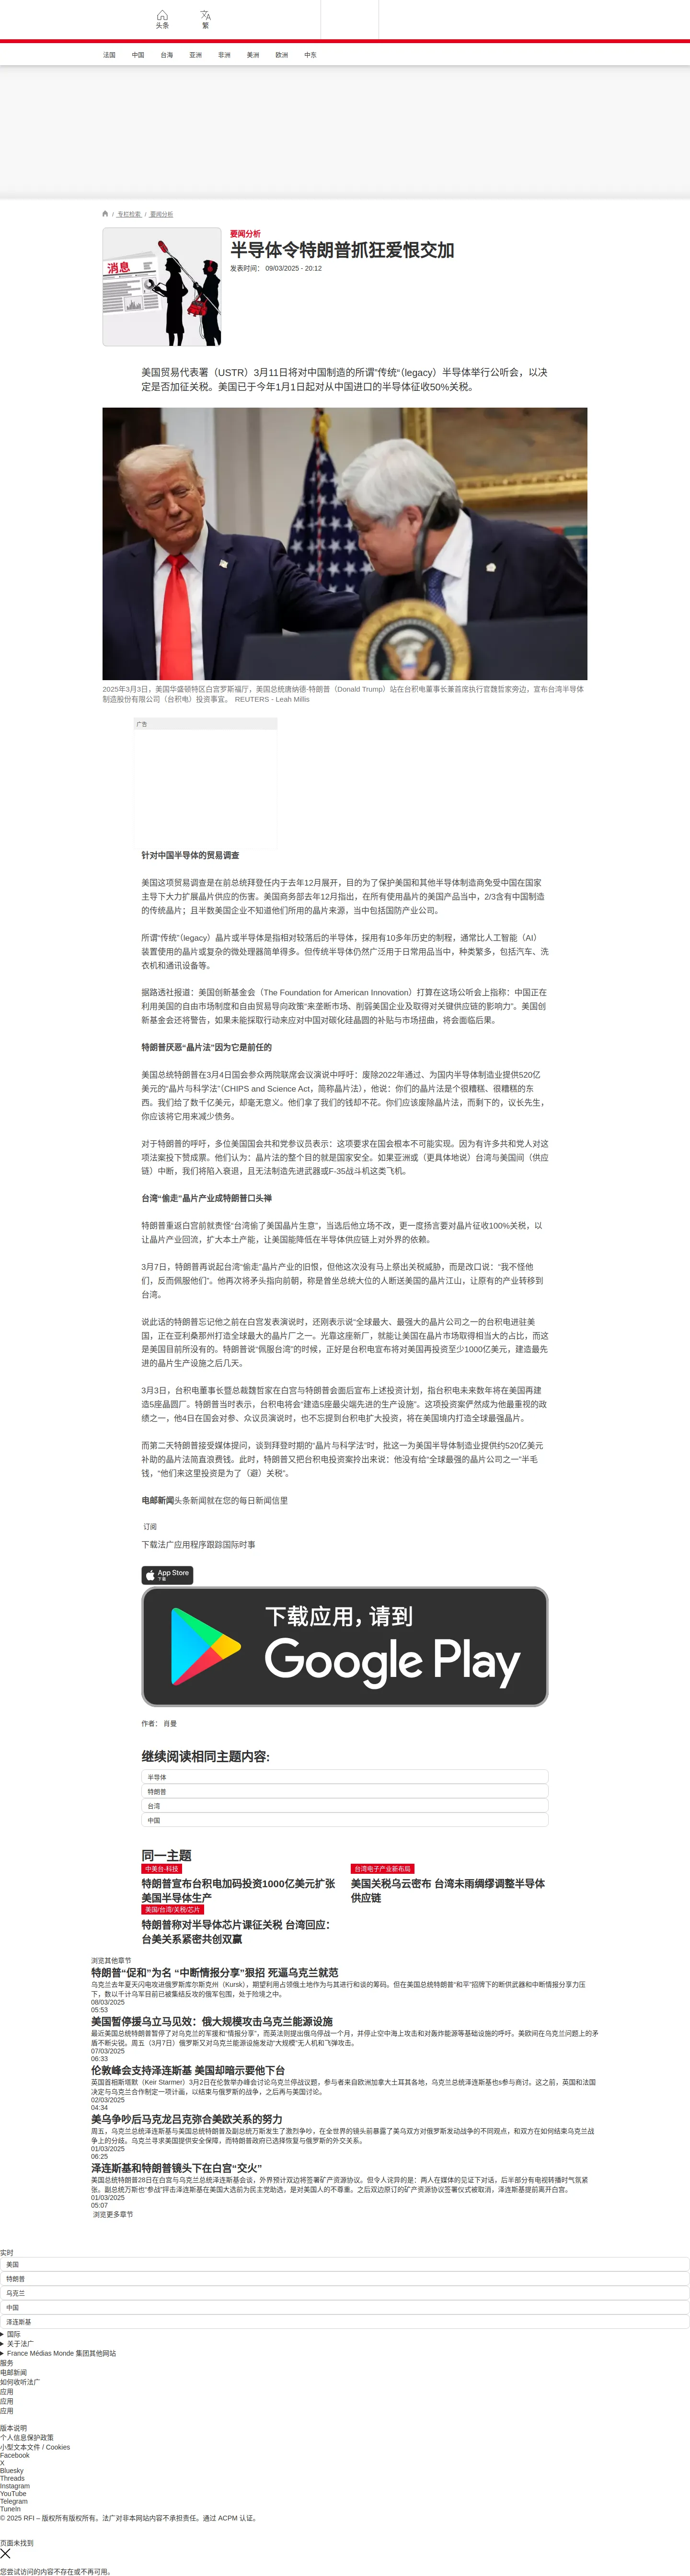 头条
繁
法国
中国
台海
亚洲
非洲
美洲
欧洲
中东
/ 专栏检索 / 要闻分析
消息
要闻分析
半导体令特朗普抓狂爱恨交加
发表时间： 09/03/2025 - 20:12
美国贸易代表署（USTR）3月11日将对中国制造的所谓“传统“（legacy）半导体举行公听会，以决
定是否加征关税。美国已于今年1月1日起对从中国进口的半导体征收50%关税。
2025年3月3日，美国华盛顿特区白宫罗斯福厅，美国总统唐纳德·特朗普（Donald Trump）站在台积电董事长兼首席执行官魏哲家旁边，宣布台湾半导体
制造股份有限公司（台积电）投资事宜。 REUTERS - Leah Millis
广告
针对中国半导体的贸易调查
美国这项贸易调查是在前总统拜登任内于去年12月展开，目的为了保护美国和其他半导体制造商免受中国在国家
主导下大力扩展晶片供应的伤害。美国商务部去年12月指出，在所有使用晶片的美国产品当中，2/3含有中国制造
的传统晶片；且半数美国企业不知道他们所用的晶片来源，当中包括国防产业公司。
所谓“传统”（legacy）晶片或半导体是指相对较落后的半导体，採用有10多年历史的制程，通常比人工智能（AI）
装置使用的晶片或复杂的微处理器简单得多。但传统半导体仍然广泛用于日常用品当中，种类繁多，包括汽车、洗
衣机和通讯设备等。
据路透社报道：美国创新基金会（The Foundation for American Innovation）打算在这场公听会上指称：中国正在
利用美国的自由市场制度和自由贸易导向政策“来垄断市场、削弱美国企业及取得对关键供应链的影响力”。美国创
新基金会还将警告，如果未能採取行动来应对中国对碳化硅晶圆的补贴与市场扭曲，将会面临后果。
特朗普厌恶“晶片法”因为它是前任的
美国总统特朗普在3月4日国会参众两院联席会议演说中呼吁：废除2022年通过、为国内半导体制造业提供520亿
美元的“晶片与科学法“（CHIPS and Science Act，简称晶片法），他说：你们的晶片法是个很糟糕、很糟糕的东
西。我们给了数千亿美元，却毫无意义。他们拿了我们的钱却不花。你们应该废除晶片法，而剩下的，议长先生，
你应该将它用来减少债务。
对于特朗普的呼吁，多位美国国会共和党参议员表示：这项要求在国会根本不可能实现。因为有许多共和党人对这
项法案投下赞成票。他们认为：晶片法的整个目的就是国家安全。如果亚洲或（更具体地说）台湾与美国间（供应
链）中断，我们将陷入衰退，且无法制造先进武器或F-35战斗机这类飞机。
台湾“偷走”晶片产业成特朗普口头禅
特朗普重返白宫前就责怪“台湾偷了美国晶片生意”，当选后他立场不改，更一度扬言要对晶片征收100%关税，以
让晶片产业回流，扩大本土产能，让美国能降低在半导体供应链上对外界的依赖。
3月7日，特朗普再说起台湾“偷走”晶片产业的旧恨，但他这次没有马上祭出关税威胁，而是改口说：“我不怪他
们，反而佩服他们”。他再次将矛头指向前朝，称是曾坐总统大位的人断送美国的晶片江山，让原有的产业转移到
台湾。
说此话的特朗普忘记他之前在白宫发表演说时，还刚表示说“全球最大、最强大的晶片公司之一的台积电进驻美
国，正在亚利桑那州打造全球最大的晶片厂之一。光靠这座新厂，就能让美国在晶片市场取得相当大的占比，而这
是美国目前所没有的。特朗普说“佩服台湾”的时候，正好是台积电宣布将对美国再投资至少1000亿美元，建造最先
进的晶片生产设施之后几天。
3月3日，台积电董事长暨总裁魏哲家在白宫与特朗普会面后宣布上述投资计划，指台积电未来数年将在美国再建
造5座晶圆厂。特朗普当时表示，台积电将会“建造5座最尖端先进的生产设施”。这项投资案俨然成为他最重视的政
绩之一，他4日在国会对参、众议员演说时，也不忘提到台积电扩大投资，将在美国境内打造全球最强晶片。
而第二天特朗普接受媒体提问，谈到拜登时期的“晶片与科学法”时，批这一为美国半导体制造业提供约520亿美元
补助的晶片法简直浪费钱。此时，特朗普又把台积电投资案拎出来说：他没有给“全球最强的晶片公司之一”半毛
钱，“他们来这里投资是为了（避）关税”。
电邮新闻头条新闻就在您的每日新闻信里
订阅
下载法广应用程序跟踪国际时事
App Store
下载
下载应用，请到
Google Play
作者： 肖曼
继续阅读相同主题内容:
半导体
特朗普
台湾
中国
同一主题
中美台-科技
特朗普宣布台积电加码投资1000亿美元扩张
美国半导体生产
台湾电子产业新布局
美国关税乌云密布 台湾未雨绸缪调整半导体
供应链
美国/台湾/关税/芯片
特朗普称对半导体芯片课征关税 台湾回应：
台美关系紧密共创双赢
浏览其他章节
特朗普“促和”为名 “中断情报分享”狠招 死逼乌克兰就范
乌克兰去年夏天闪电攻进俄罗斯库尔斯克州（Kursk），期望利用占领俄土地作为与其进行和谈的筹码。但在美国总统特朗普“和平”招牌下的断供武器和中断情报分享力压
下，数以千计乌军目前已被集结反攻的俄军包围，处于险境之中。
08/03/2025
05:53
美国暂停援乌立马见效：俄大规模攻击乌克兰能源设施
最近美国总统特朗普暂停了对乌克兰的军援和“情报分享”，而英法则提出俄乌停战一个月，并停止空中海上攻击和对轰炸能源等基础设施的呼吁。美欧间在乌克兰问题上的矛
盾不断尖锐。周五（3月7日）俄罗斯又对乌克兰能源设施发动“大规模”无人机和飞弹攻击。
07/03/2025
06:33
伦敦峰会支持泽连斯基 美国却暗示要他下台
英国首相斯塔默（Keir Starmer）3月2日在伦敦举办峰会讨论乌克兰停战议题，参与者来自欧洲加拿大土耳其各地，乌克兰总统泽连斯基也s参与商讨。这之前，英国和法国
决定与乌克兰合作制定一项计画，以结束与俄罗斯的战争，之后再与美国讨论。
02/03/2025
04:34
美乌争吵后马克龙吕克弥合美欧关系的努力
周五，乌克兰总统泽连斯基与美国总统特朗普及副总统万斯发生了激烈争吵，在全世界的镜头前暴露了美乌双方对俄罗斯发动战争的不同观点，和双方在如何结束乌克兰战
争上的分歧。乌克兰寻求美国提供安全保障，而特朗普政府已选择恢复与俄罗斯的外交关系。
01/03/2025
06:25
泽连斯基和特朗普镜头下在白宫“交火”
美国总统特朗普28日在白宫与乌克兰总统泽连斯基会谈，外界预计双边将签署矿产资源协议。但令人诧异的是：两人在媒体的见证下对话，后半部分有电视转播时气氛紧
张。副总统万斯也“参战”抨击泽连斯基在美国大选前为民主党助选，是对美国人的不尊重。之后双边原订的矿产资源协议签署仪式被取消，泽连斯基提前离开白宫。
01/03/2025
05:07
浏览更多章节
实时
美国
特朗普
乌克兰
中国
泽连斯基
国际
关于法广
France Médias Monde 集团其他网站
服务
电邮新闻
如何收听法广
应用
应用
应用
版本说明
个人信息保护政策
小型文本文件 / Cookies
Facebook
X
Bluesky
Threads
Instagram
YouTube
Telegram
TuneIn
© 2025 RFI – 版权所有版权所有。法广对非本网站内容不承担责任。通过 ACPM 认证。
页面未找到
您尝试访问的内容不存在或不再可用。